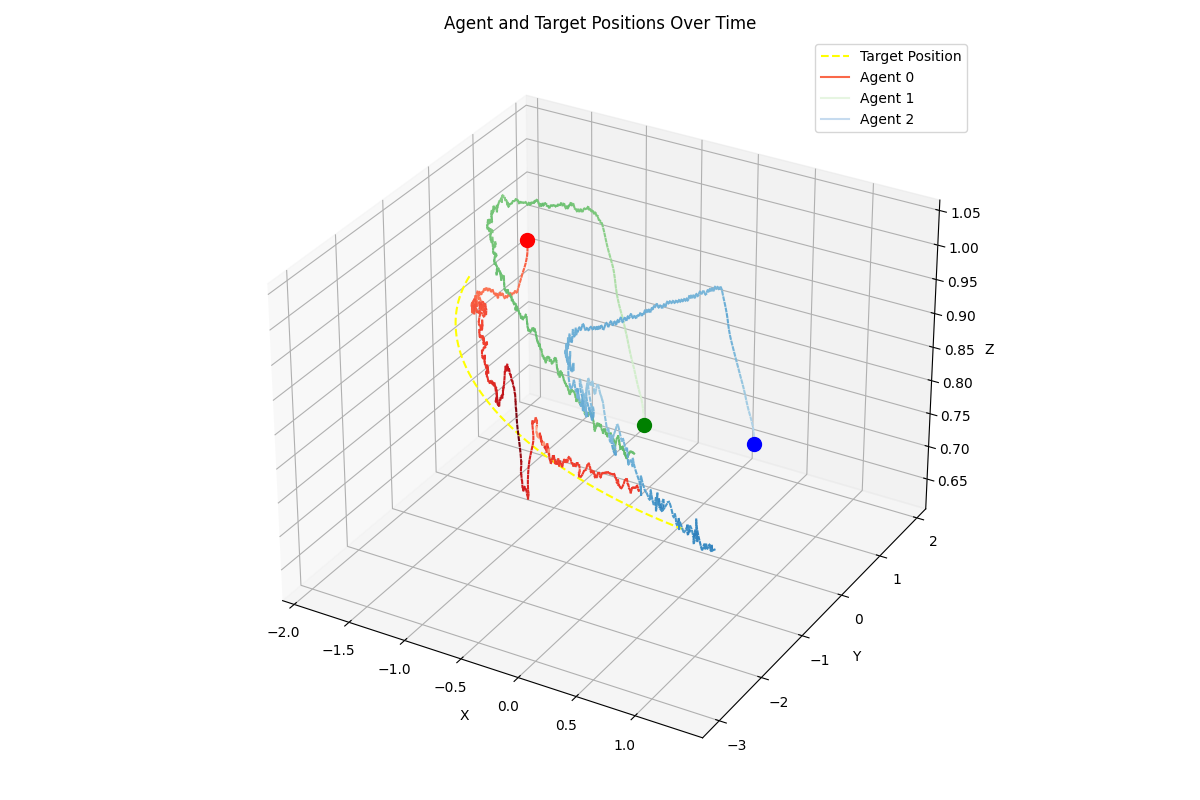 Agent and Target Positions Over Time
Target Position
Agent 0
Agent 1
Agent 2
1.05
1.00
0.95
0.90
0.85
Z
0.80
0.75
0.70
0.65
2
1
0
−1
−2
−3
Y
−2.0
−1.5
−1.0
−0.5
0.0
0.5
1.0
X